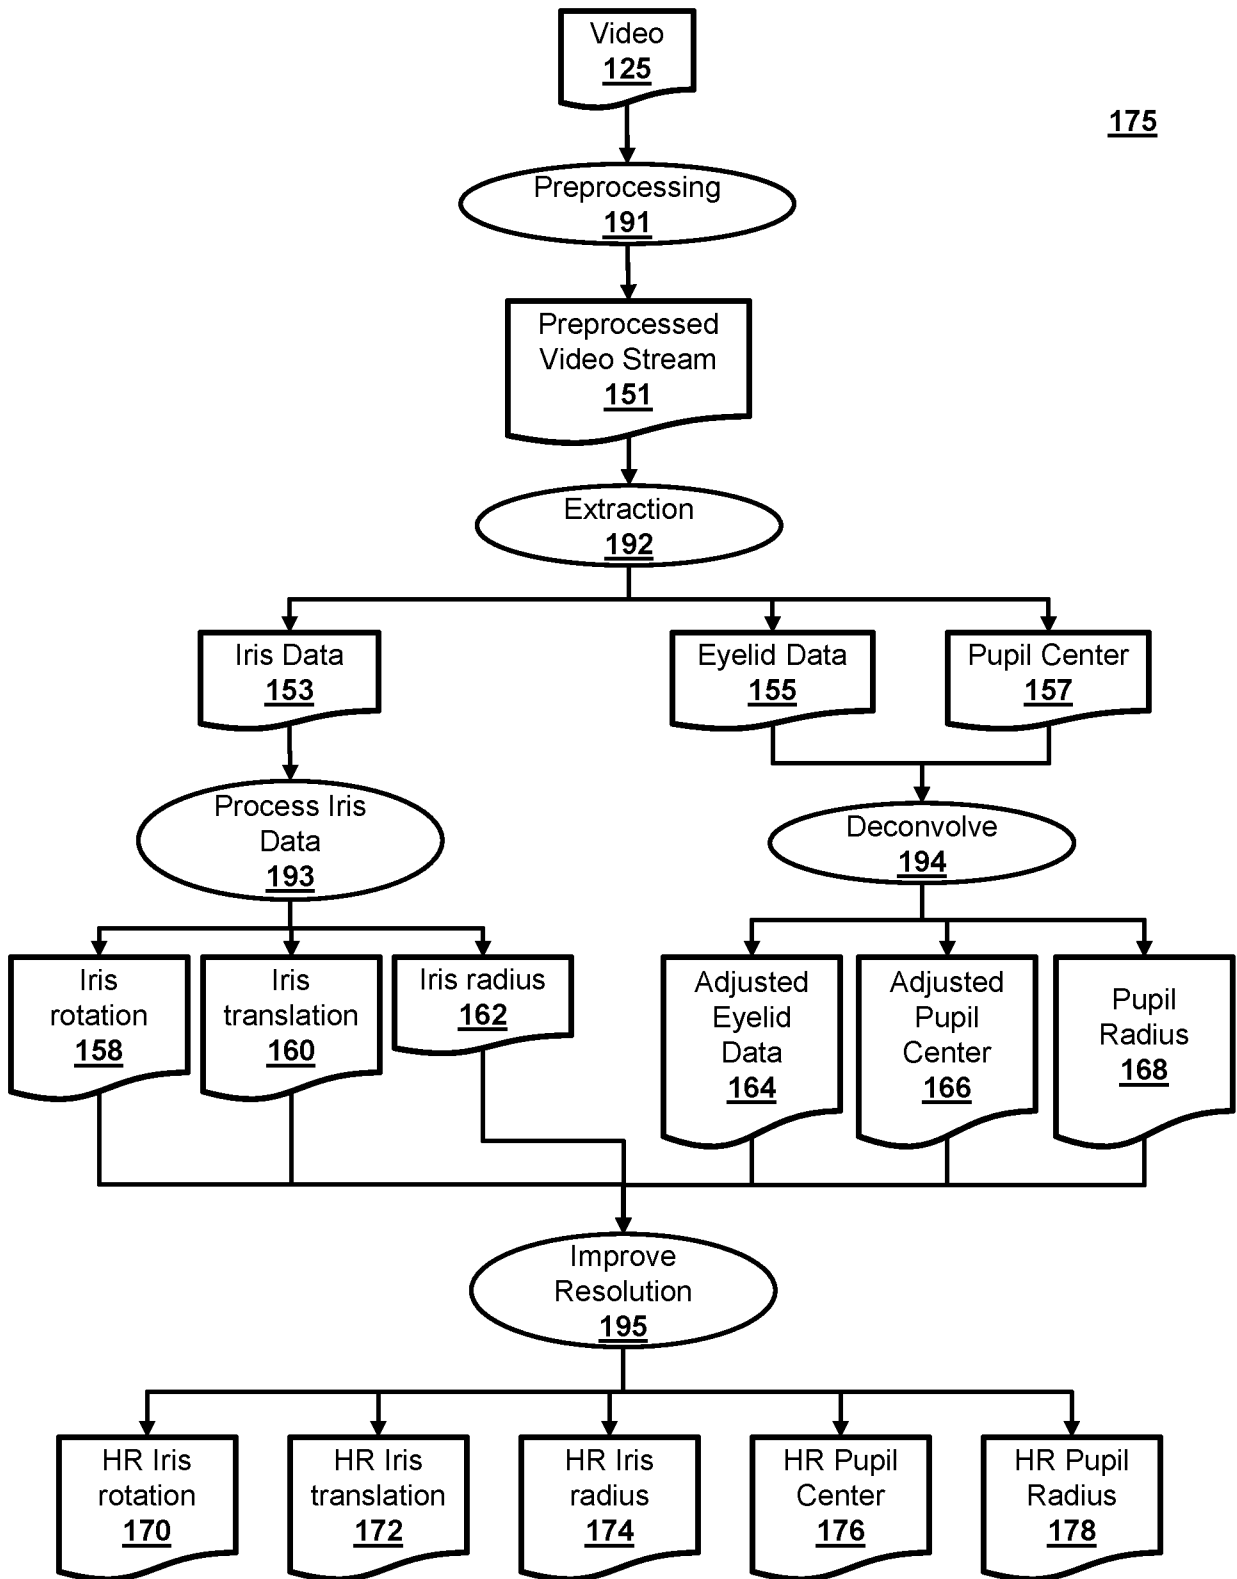 Video
125
175
Preprocessing
191
Preprocessed
Video Stream
151
Extraction
192
Iris Data
153
Eyelid Data
155
Pupil Center
157
Process Iris
Data
193
Deconvolve
194
Iris
rotation
158
Iris
translation
160
Iris radius
162
Adjusted
Eyelid
Data
164
Adjusted
Pupil
Center
166
Pupil
Radius
168
Improve
Resolution
195
HR Iris
rotation
170
HR Iris
translation
172
HR Iris
radius
174
HR Pupil
Center
176
HR Pupil
Radius
178